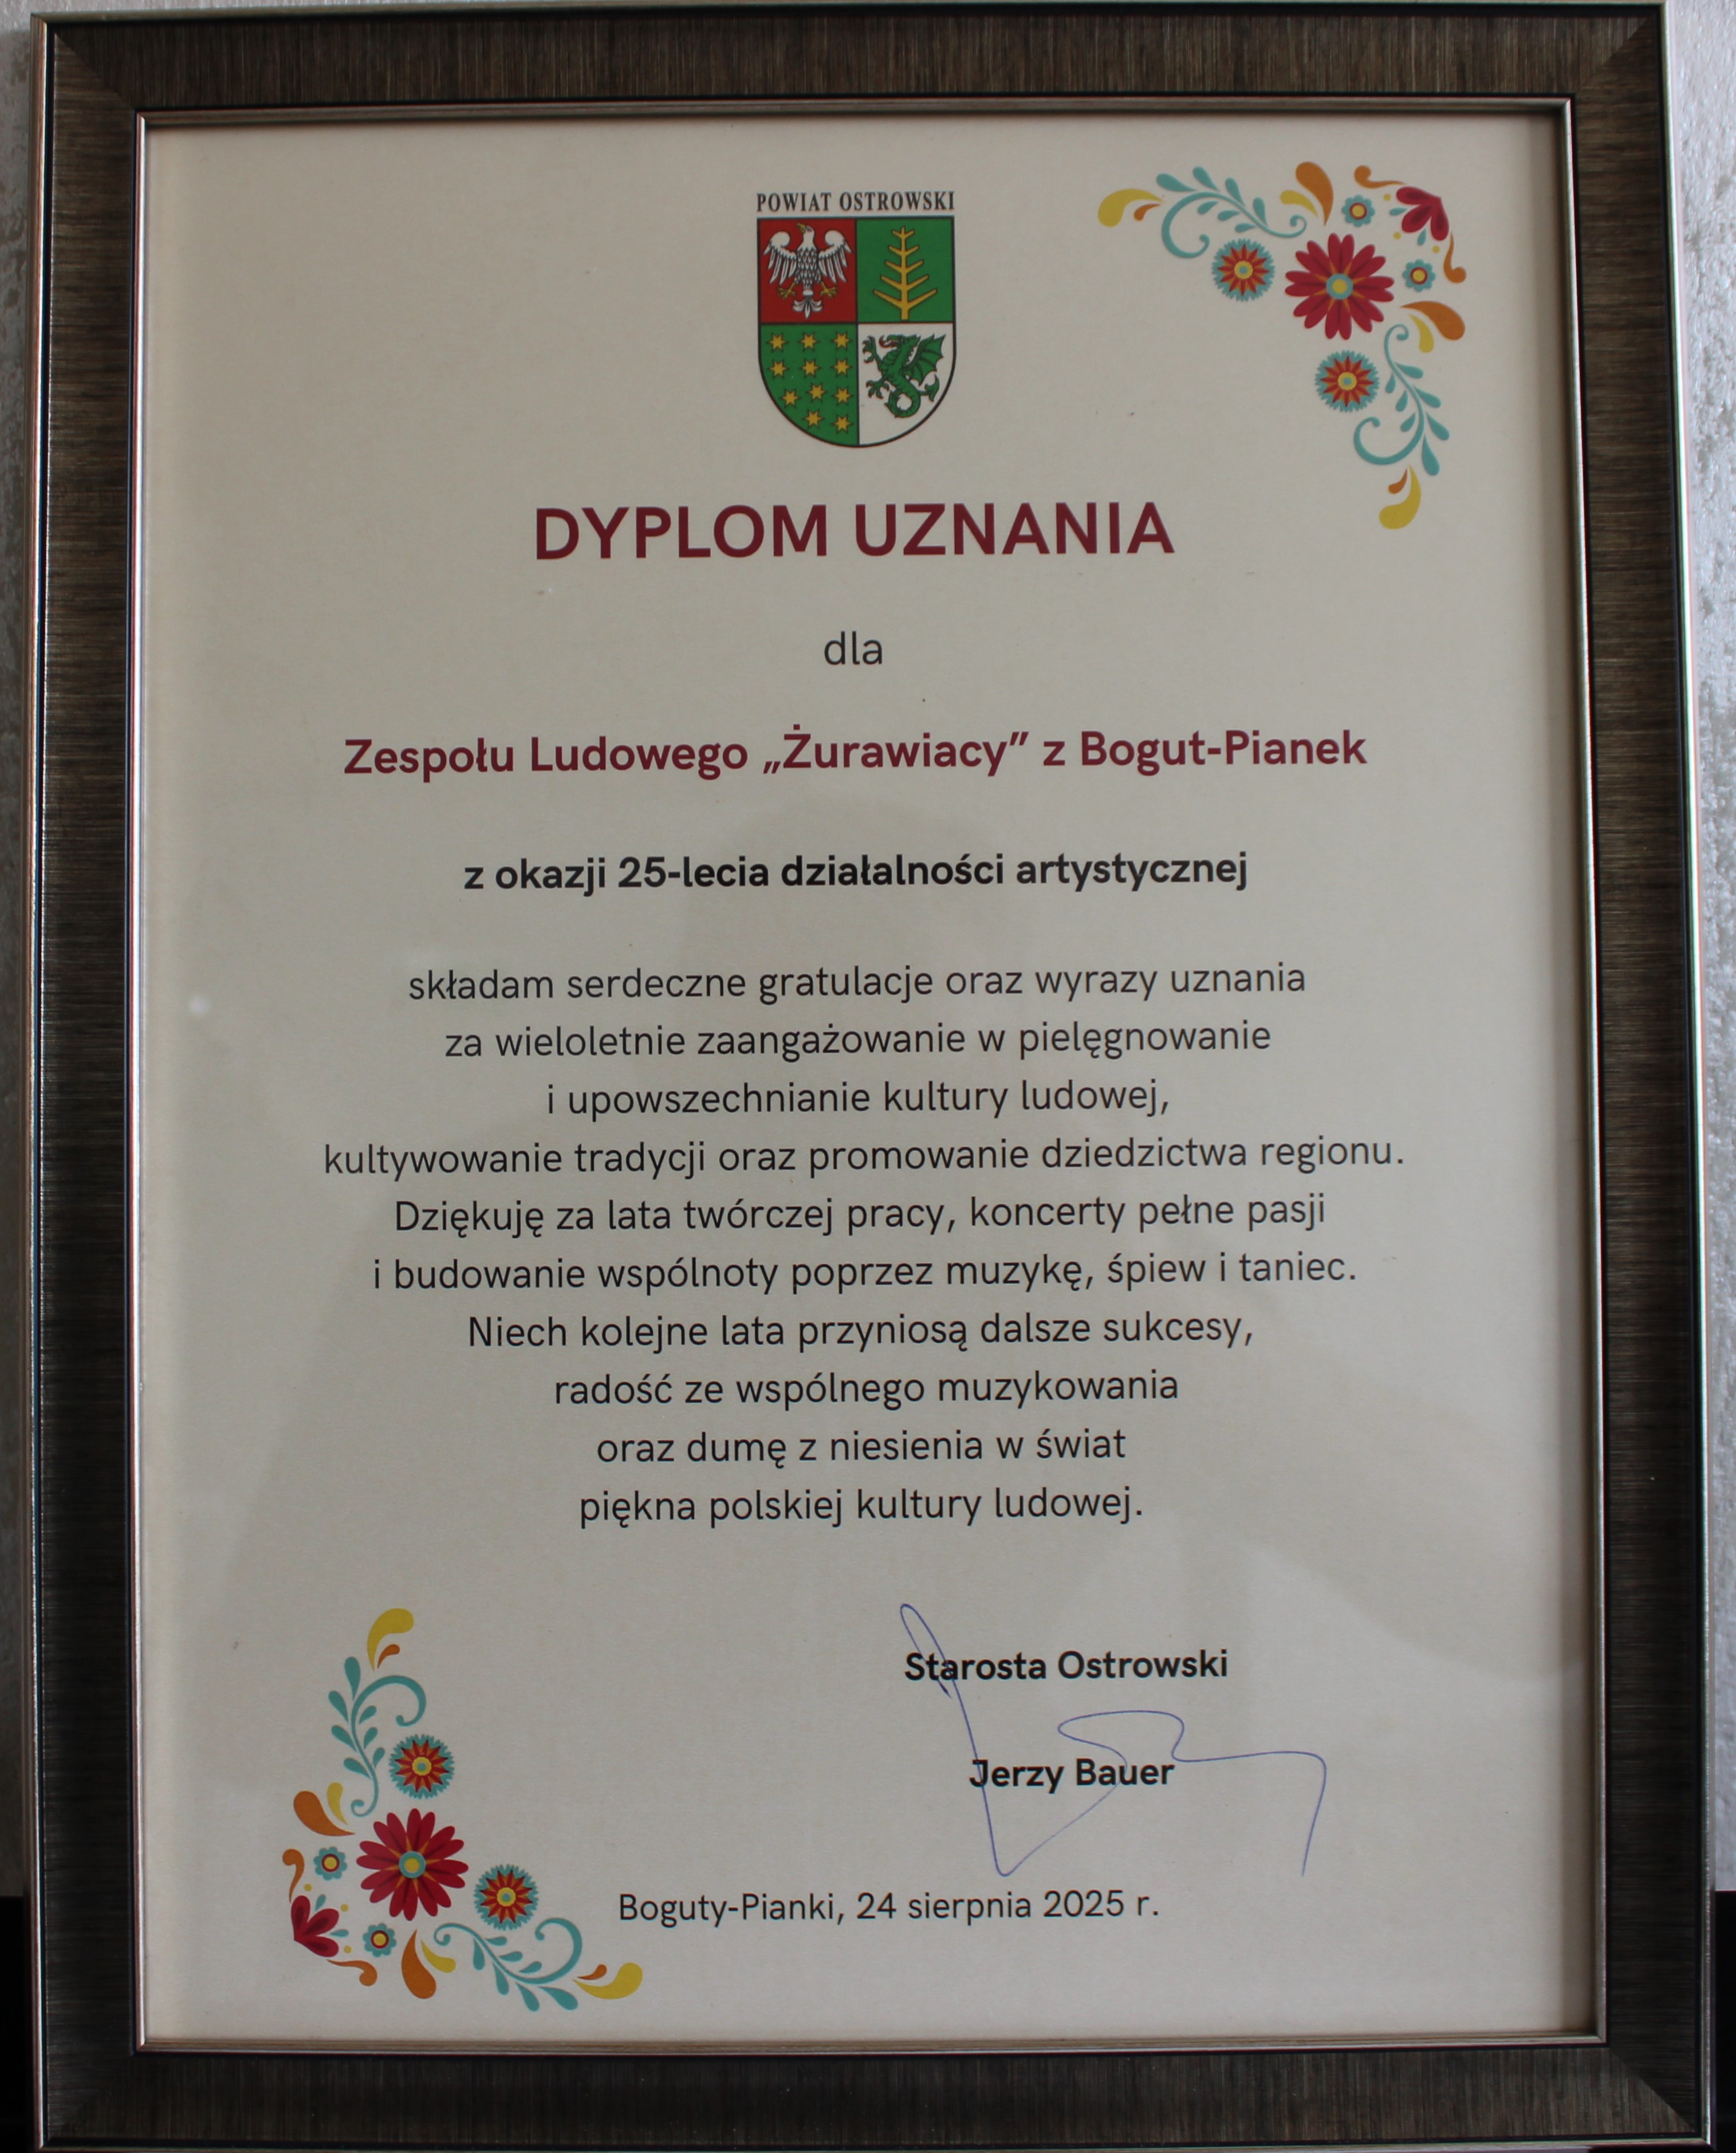 POWIAT OSTROWSKI
DYPLOM UZNANIA
dla
Zespołu Ludowego „Żurawiacy” z Bogut-Pianek
z okazji 25-lecia działalności artystycznej
składam serdeczne gratulacje oraz wyrazy uznania
za wieloletnie zaangażowanie w pielęgnowanie
i upowszechnianie kultury ludowej,
kultywowanie tradycji oraz promowanie dziedzictwa regionu.
Dziękuję za lata twórczej pracy, koncerty pełne pasji
i budowanie wspólnoty poprzez muzykę, śpiew i taniec.
Niech kolejne lata przyniosą dalsze sukcesy,
radość ze wspólnego muzykowania
oraz dumę z niesienia w świat
piękna polskiej kultury ludowej.
Starosta Ostrowski
Jerzy Bauer
Boguty-Pianki, 24 sierpnia 2025 r.